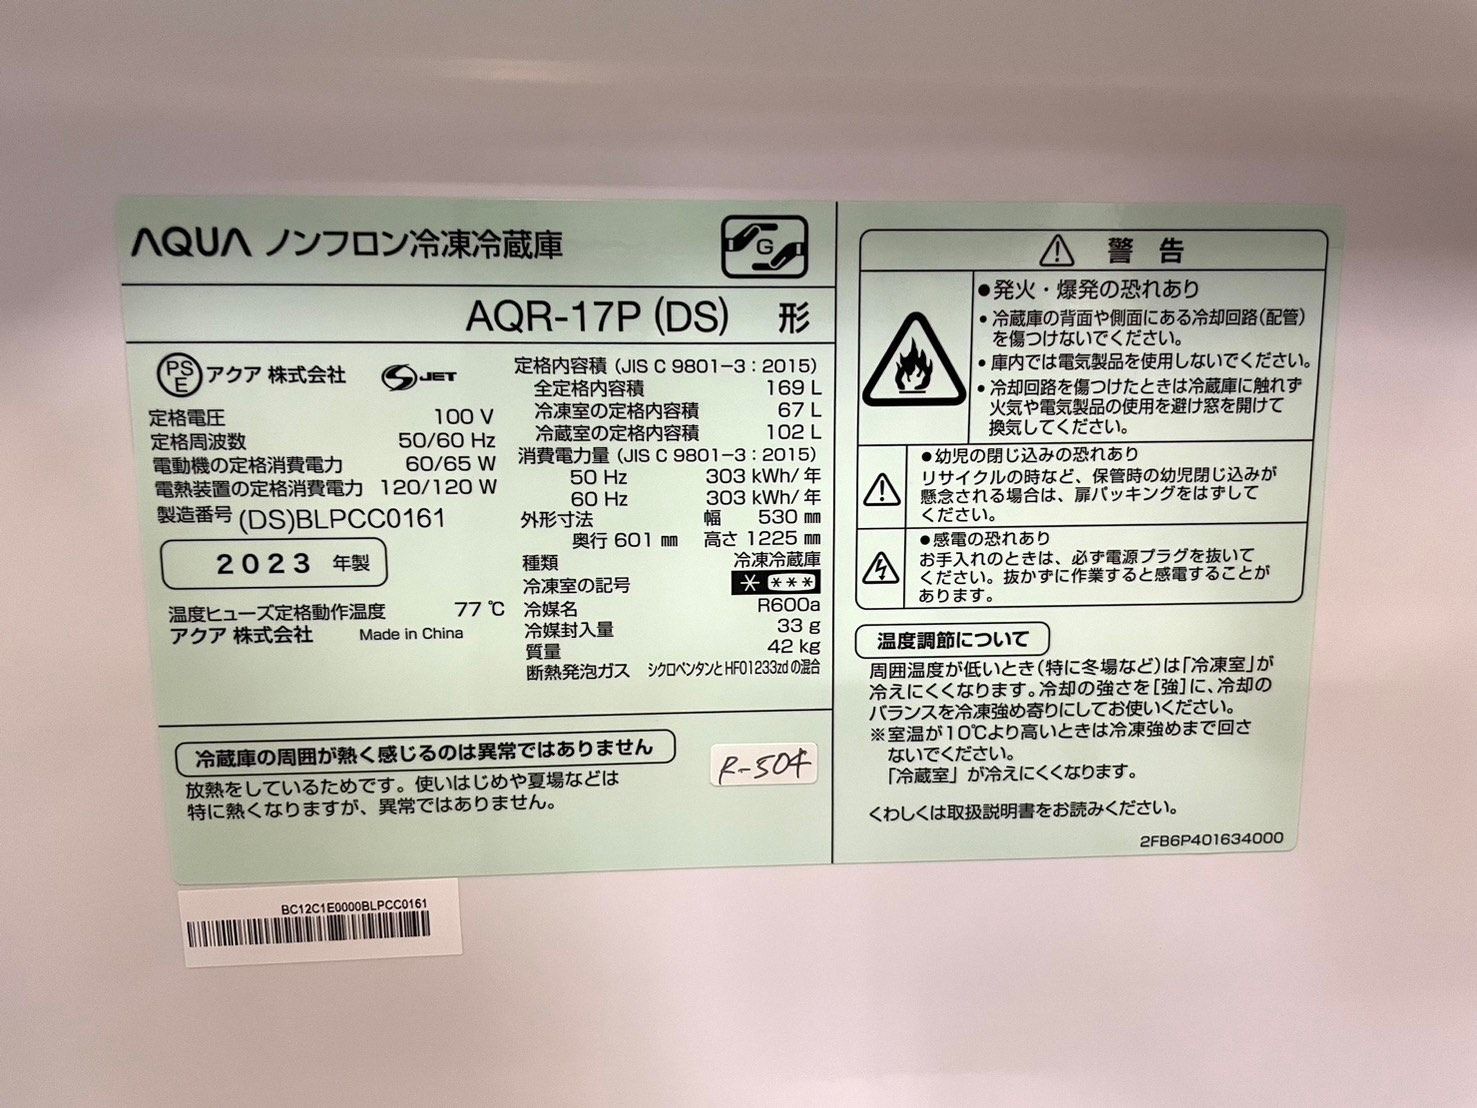 AQUA ノンフロン冷凍冷蔵庫
G
AQR-17P (DS) 形
PSE アクア 株式会社 S JET
定格電圧 100 V
定格周波数 50/60 Hz
電動機の定格消費電力 60/65 W
電熱装置の定格消費電力 120/120 W
製造番号 (DS)BLPCC0161
2023 年製
温度ヒューズ定格動作温度 77 ℃
アクア 株式会社 Made in China
定格内容積 (JIS C 9801-3:2015)
全定格内容積 169 L
冷凍室の定格内容積 67 L
冷蔵室の定格内容積 102 L
消費電力量 (JIS C 9801-3:2015)
50 Hz 303 kWh/年
60 Hz 303 kWh/年
外形寸法 幅 530 ㎜
奥行 601 ㎜ 高さ 1225 ㎜
種類 冷凍冷蔵庫
冷凍室の記号 * ***
冷媒名 R600a
冷媒封入量 33 g
質量 42 kg
断熱発泡ガス シクロペンタンとHFO1233zdの混合
冷蔵庫の周囲が熱く感じるのは異常ではありません
放熱をしているためです。使いはじめや夏場などは
特に熱くなりますが、異常ではありません。
R-504
BC12C1E0000BLPCC0161
警告
●発火・爆発の恐れあり
・冷蔵庫の背面や側面にある冷却回路(配管)
を傷つけないでください。
・庫内では電気製品を使用しないでください。
・冷却回路を傷つけたときは冷蔵庫に触れず
火気や電気製品の使用を避け窓を開けて
換気してください。
●幼児の閉じ込みの恐れあり
リサイクルの時など、保管時の幼児閉じ込みが
懸念される場合は、扉パッキングをはずして
ください。
●感電の恐れあり
お手入れのときは、必ず電源プラグを抜いて
ください。抜かずに作業すると感電することが
あります。
温度調節について
周囲温度が低いとき(特に冬場など)は「冷凍室」が
冷えにくくなります。冷却の強さを[強]に、冷却の
バランスを冷凍強め寄りにしてお使いください。
※室温が10℃より高いときは冷凍強めまで回さ
ないでください。
「冷蔵室」が冷えにくくなります。
くわしくは取扱説明書をお読みください。
2FB6P401634000